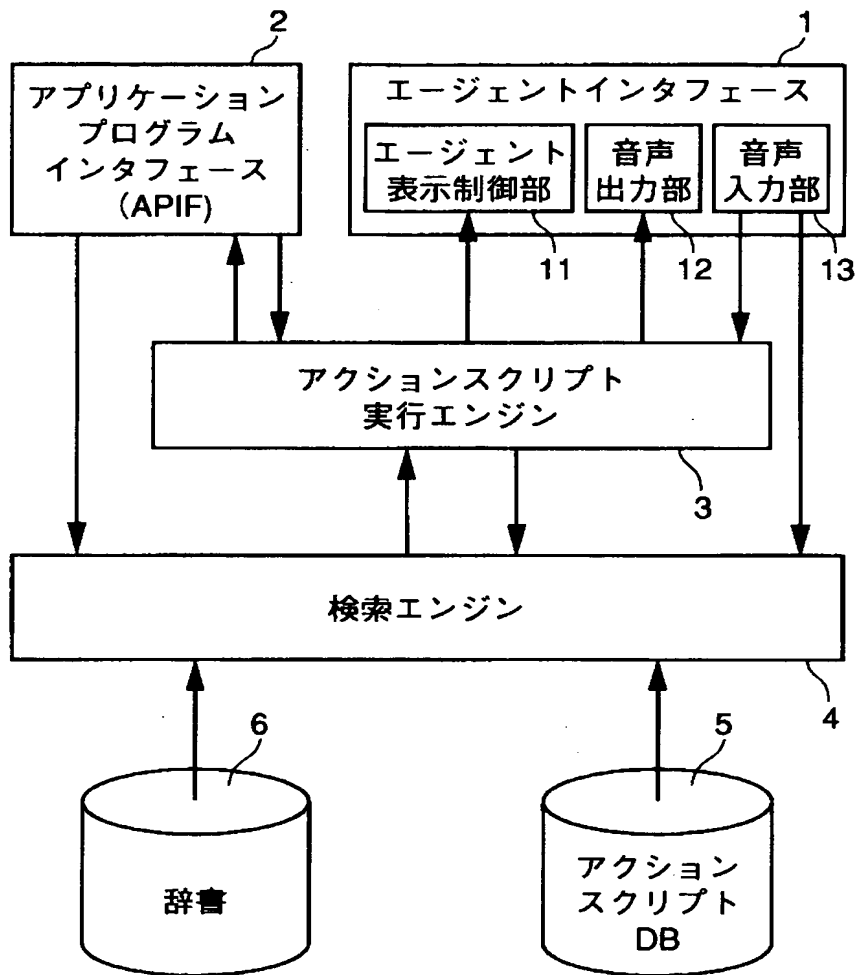 2
アプリケーション
プログラム
インタフェース
(APIF)
1
エージェントインタフェース
エージェント
表示制御部
音声
出力部
音声
入力部
11
12
13
アクションスクリプト
実行エンジン
3
検索エンジン
4
6
辞書
5
アクション
スクリプト
DB